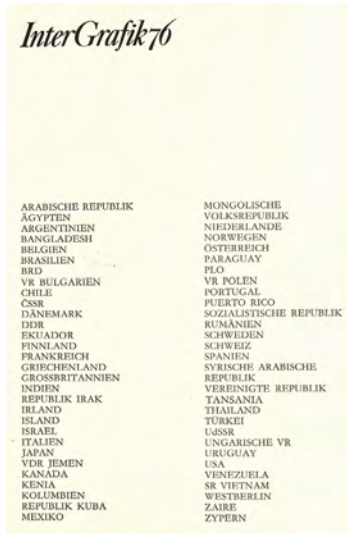 InterGrafik76
ARABISCHE REPUBLIK
ÄGYPTEN
ARGENTINIEN
BANGLADESH
BELGIEN
BRASILIEN
BRD
VR BULGARIEN
CHILE
ČSSR
DÄNEMARK
DDR
EKUADOR
FINNLAND
FRANKREICH
GRIECHENLAND
GROSSBRITANNIEN
INDIEN
REPUBLIK IRAK
IRLAND
ISLAND
ISRAEL
ITALIEN
JAPAN
VDR JEMEN
KANADA
KENIA
KOLUMBIEN
REPUBLIK KUBA
MEXIKO
MONGOLISCHE
VOLKSREPUBLIK
NIEDERLANDE
NORWEGEN
ÖSTERREICH
PARAGUAY
PLO
VR POLEN
PORTUGAL
PUERTO RICO
SOZIALISTISCHE REPUBLIK
RUMÄNIEN
SCHWEDEN
SCHWEIZ
SPANIEN
SYRISCHE ARABISCHE
REPUBLIK
VEREINIGTE REPUBLIK
TANSANIA
THAILAND
TÜRKEI
UdSSR
UNGARISCHE VR
URUGUAY
USA
VENEZUELA
SR VIETNAM
WESTBERLIN
ZAIRE
ZYPERN